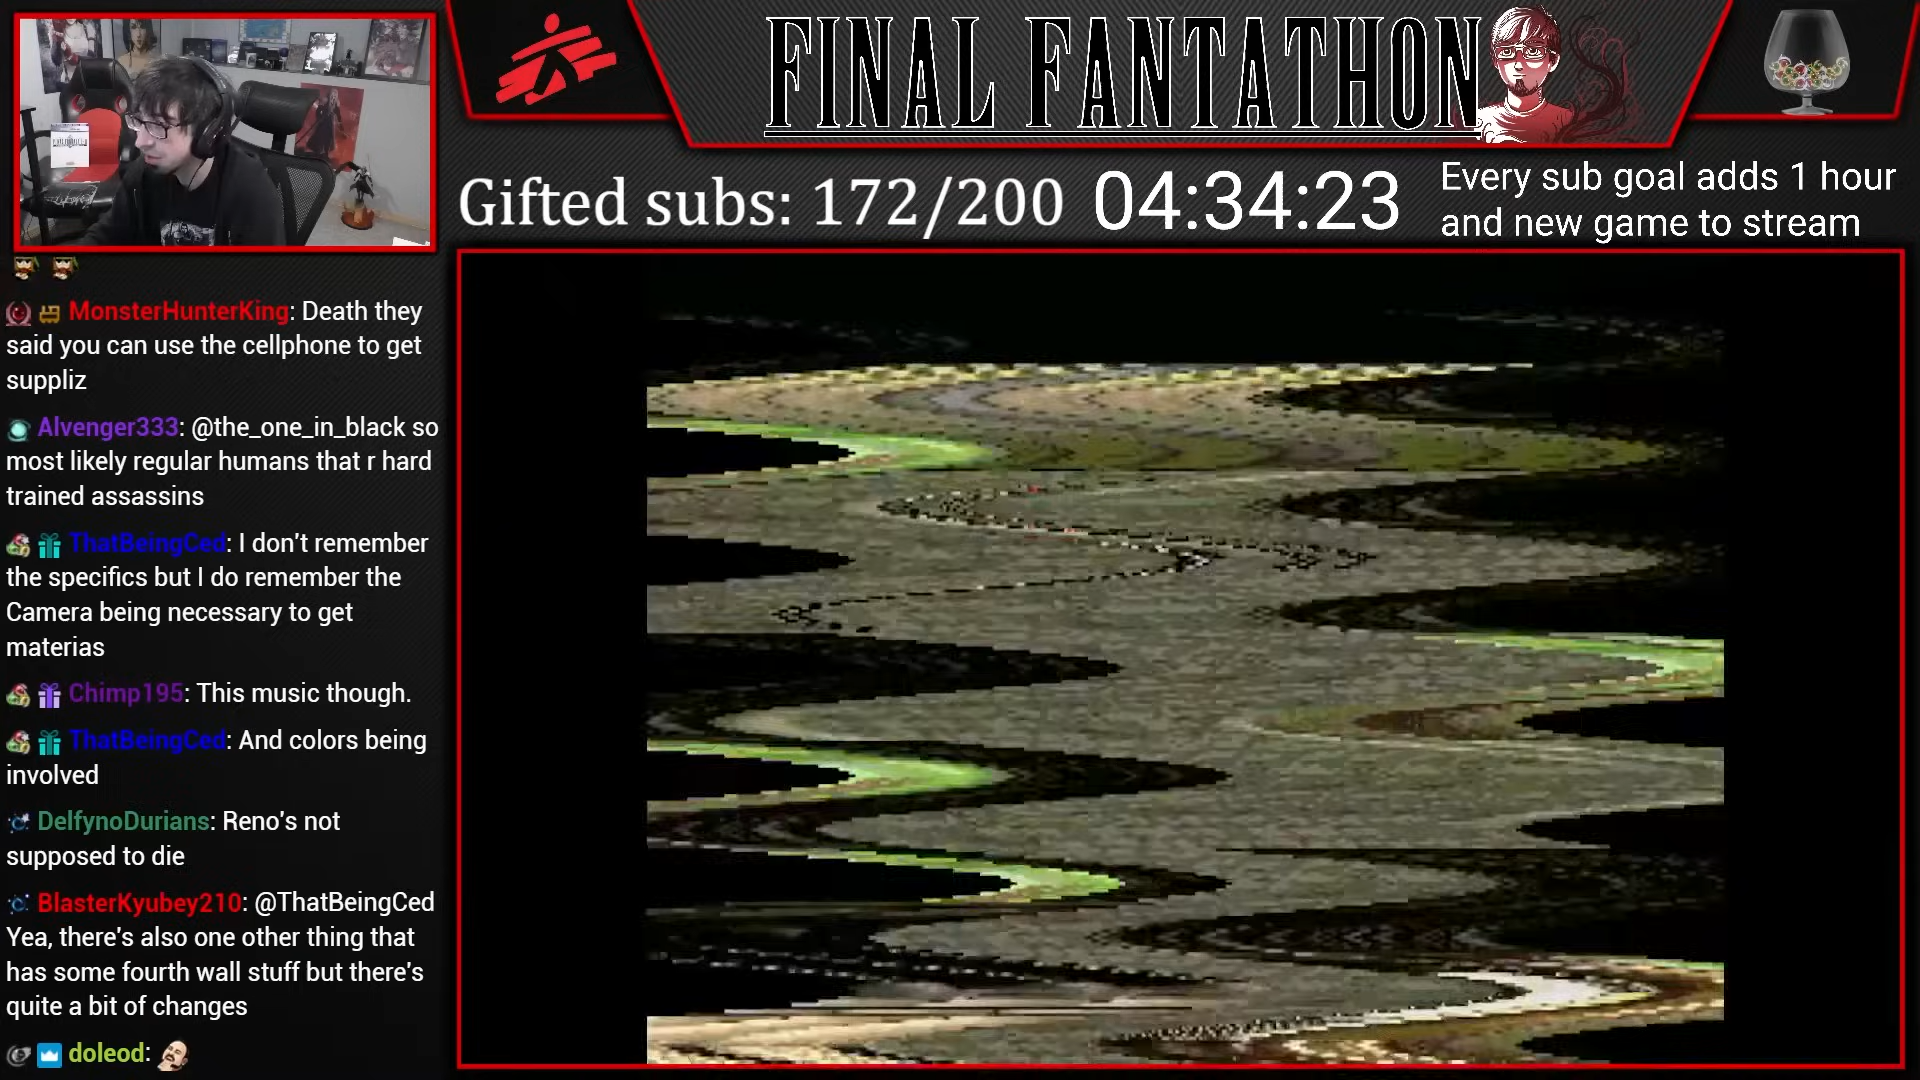 FINAL FANTATHON
Gifted subs: 172/200
04:34:23
Every sub goal adds 1 hour
and new game to stream
MonsterHunterKing: Death they
said you can use the cellphone to get
suppliz
Alvenger333: @the_one_in_black so
most likely regular humans that r hard
trained assassins
ThatBeingCed: I don't remember
the specifics but I do remember the
Camera being necessary to get
materias
Chimp195: This music though.
ThatBeingCed: And colors being
involved
DelfynoDurians: Reno's not
supposed to die
BlasterKyubey210: @ThatBeingCed
Yea, there's also one other thing that
has some fourth wall stuff but there's
quite a bit of changes
doleod: